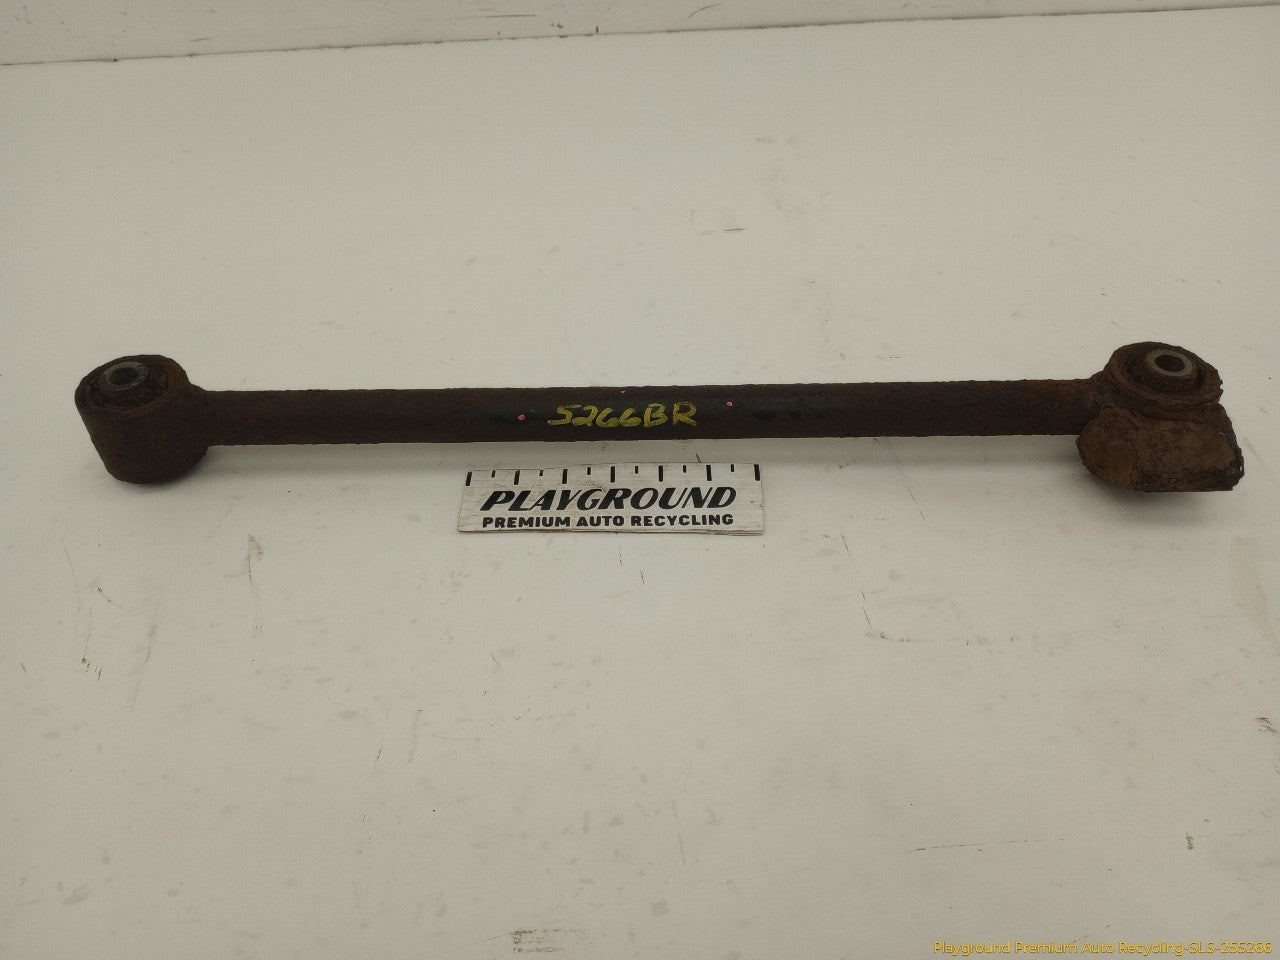 5266BR
PLAYGROUND
PREMIUM AUTO RECYCLING
Playground Premium Auto Recycling-SLS-255266